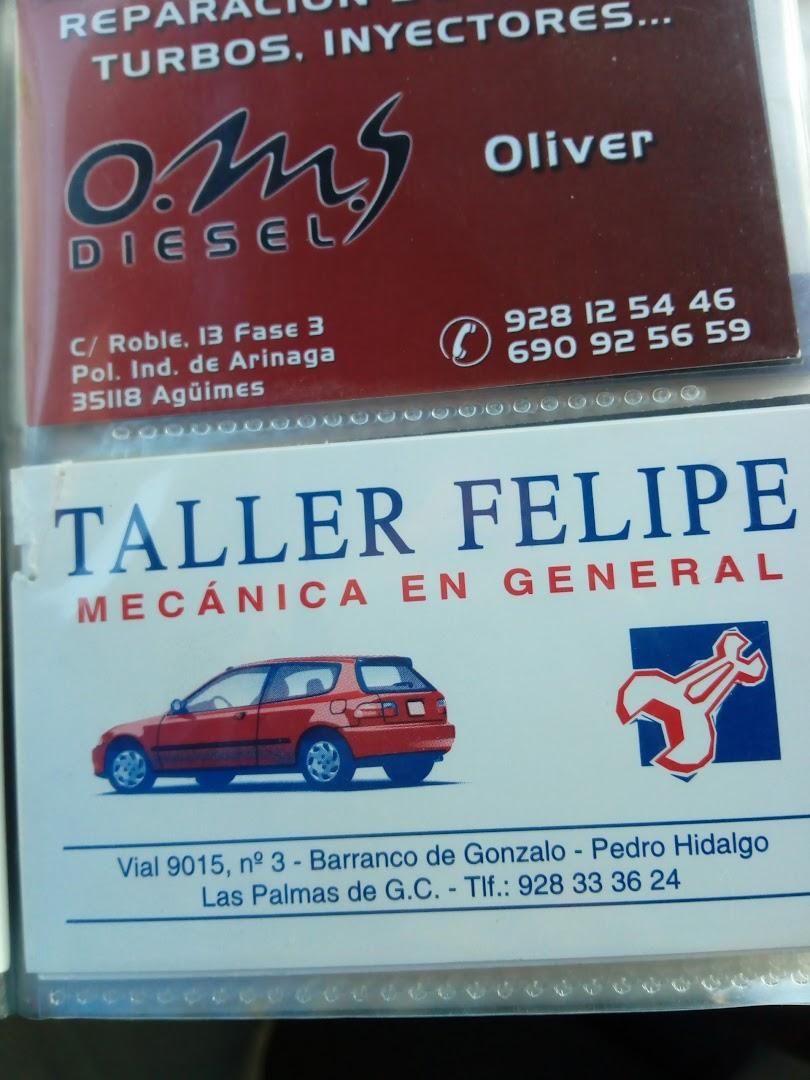 REPARACIÓN
TURBOS, INYECTORES...
O.M.S
DIESEL
Oliver
C/ Roble, 13 Fase 3
Pol. Ind. de Arinaga
35118 Agüimes
928 12 54 46
690 92 56 59
TALLER FELIPE
MECÁNICA EN GENERAL
Vial 9015, nº 3 - Barranco de Gonzalo - Pedro Hidalgo
Las Palmas de G.C. - Tlf.: 928 33 36 24